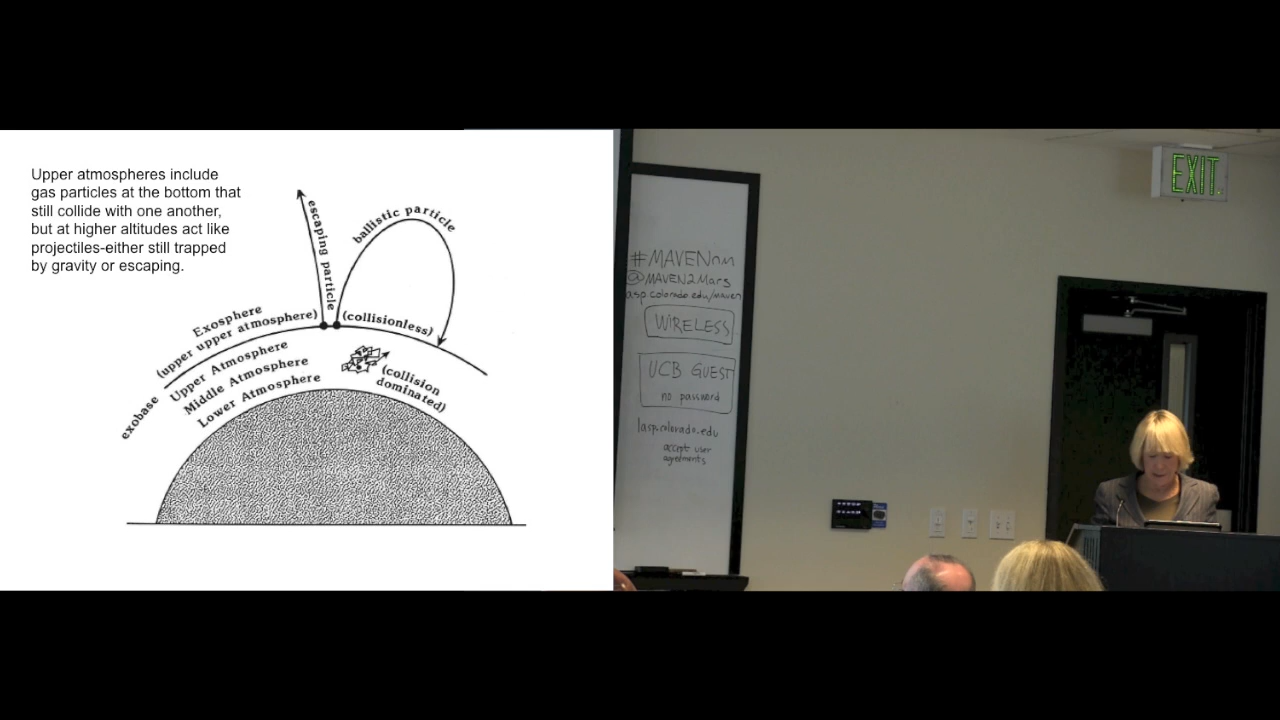 Upper atmospheres include
gas particles at the bottom that
still collide with one another,
but at higher altitudes act like
projectiles-either still trapped
by gravity or escaping.
escaping particle
ballistic particle
Exosphere
(upper upper atmosphere)
(collisionless)
Upper Atmosphere
Middle Atmosphere
Lower Atmosphere
(collision
dominated)
exobase
#MAVENnm
@MAVEN2Mars
lasp.colorado.edu/maven
WIRELESS
UCB GUEST
no password
lasp.colorado.edu
accept user
agreements
EXIT